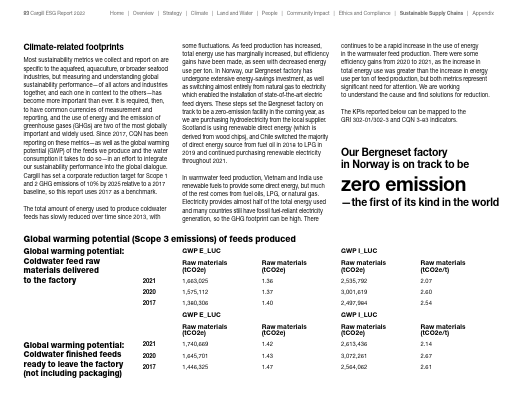 83 Cargill ESG Report 2022
Home | Overview | Strategy | Climate | Land and Water | People | Community Impact | Ethics and Compliance | Sustainable Supply Chains | Appendix
Climate-related footprints
Most sustainability metrics we collect and report on are
specific to the aquafeed, aquaculture, or broader seafood
industries, but measuring and understanding global
sustainability performance—of all actors and industries
together, and each one in context to the others—has
become more important than ever. It is required, then,
to have common currencies of measurement and
reporting, and the use of energy and the emission of
greenhouse gases (GHGs) are two of the most globally
important and widely used. Since 2017, CQN has been
reporting on these metrics—as well as the global warming
potential (GWP) of the feeds we produce and the water
consumption it takes to do so—in an effort to integrate
our sustainability performance into the global dialogue.
Cargill has set a corporate reduction target for Scope 1
and 2 GHG emissions of 10% by 2025 relative to a 2017
baseline, so this report uses 2017 as a benchmark.
The total amount of energy used to produce coldwater
feeds has slowly reduced over time since 2013, with
some fluctuations. As feed production has increased,
total energy use has marginally increased, but efficiency
gains have been made, as seen with decreased energy
use per ton. In Norway, our Bergneset factory has
undergone extensive energy-saving investment, as well
as switching almost entirely from natural gas to electricity
which enabled the installation of state-of-the-art electric
feed dryers. These steps set the Bergneset factory on
track to be a zero-emission facility in the coming year, as
we are purchasing hydroelectricity from the local supplier.
Scotland is using renewable direct energy (which is
derived from wood chips), and Chile switched the majority
of direct energy source from fuel oil in 2018 to LPG in
2019 and continued purchasing renewable electricity
throughout 2021.
In warmwater feed production, Vietnam and India use
renewable fuels to provide some direct energy, but much
of the rest comes from fuel oils, LPG, or natural gas.
Electricity provides almost half of the total energy used
and many countries still have fossil fuel-reliant electricity
generation, so the GHG footprint can be high. There
continues to be a rapid increase in the use of energy
in the warmwater feed production. There were some
efficiency gains from 2020 to 2021, as the increase in
total energy use was greater than the increase in energy
use per ton of feed production, but both metrics represent
significant need for attention. We are working
to understand the cause and find solutions for reduction.
The KPIs reported below can be mapped to the
GRI 302-01/302-3 and CQN 3-63 indicators.
Our Bergneset factory
in Norway is on track to be
zero emission
—the first of its kind in the world
Global warming potential (Scope 3 emissions) of feeds produced
Global warming potential:
Coldwater feed raw
materials delivered
to the factory
GWP E_LUC GWP I_LUC
Raw materials (tCO2e) Raw materials (tCO2e) Raw materials (tCO2e) Raw materials (tCO2e/t)
2021 1,663,025 1.36 2,535,792 2.07
2020 1,575,112 1.37 3,001,619 2.60
2017 1,380,306 1.40 2,497,984 2.54
GWP E_LUC GWP I_LUC
Raw materials (tCO2e) Raw materials (tCO2e) Raw materials (tCO2e) Raw materials (tCO2e/t)
Global warming potential:
Coldwater finished feeds
ready to leave the factory
(not including packaging)
2021 1,740,669 1.42 2,613,436 2.14
2020 1,645,701 1.43 3,072,261 2.67
2017 1,446,325 1.47 2,564,062 2.61